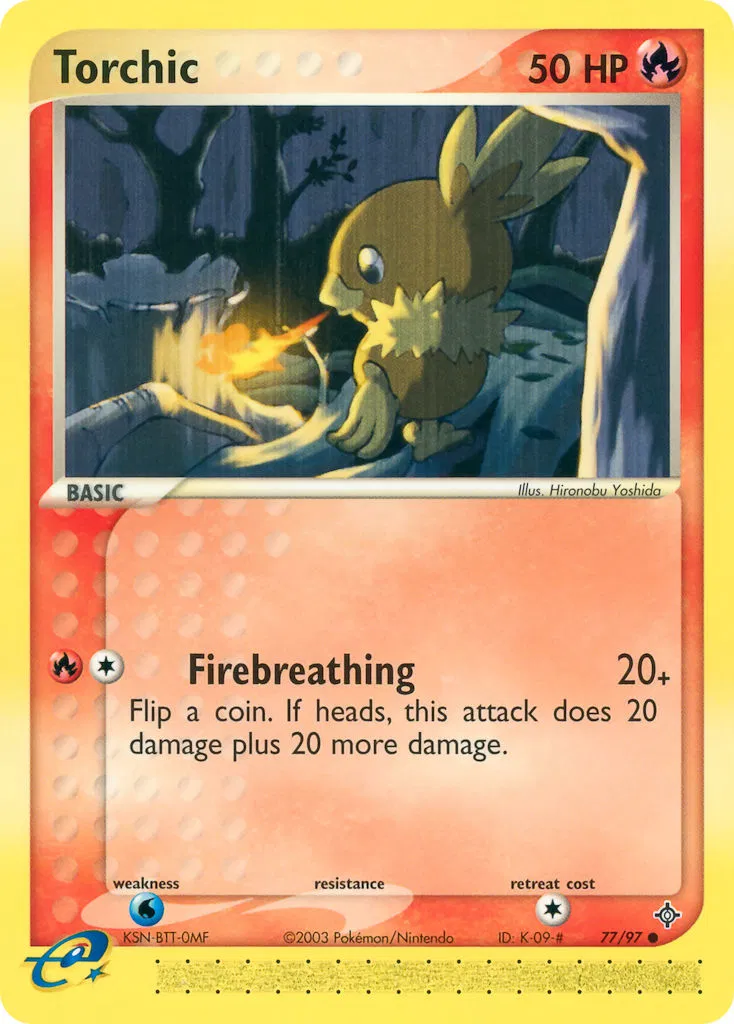 Torchic 50 HP
BASIC
Illus. Hironobu Yoshida
Firebreathing 20+
Flip a coin. If heads, this attack does 20
damage plus 20 more damage.
weakness resistance retreat cost
KSN-BTT-0MF ©2003 Pokémon/Nintendo ID: K-09-# 77/97
e